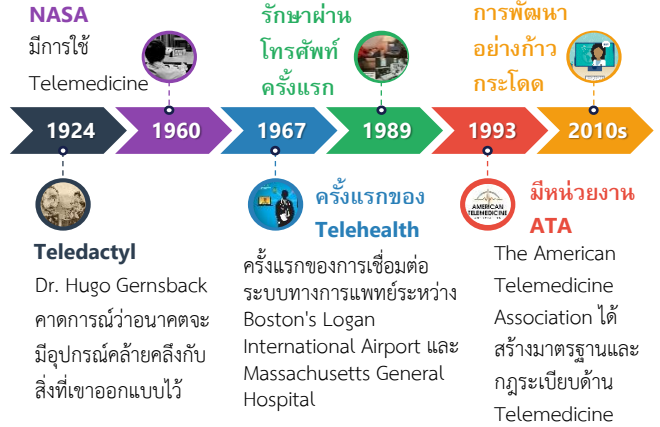 NASA
มีการใช้
Telemedicine
รักษาผ่าน
โทรศัพท์
ครั้งแรก
การพัฒนา
อย่างก้าว
กระโดด
1924
1960
1967
1989
1993
2010s
Teledactyl
Dr. Hugo Gernsback
คาดการณ์ว่าอนาคตจะ
มีอุปกรณ์คล้ายคลึงกับ
สิ่งที่เขาออกแบบไว้
ครั้งแรกของ
Telehealth
ครั้งแรกของการเชื่อมต่อ
ระบบทางการแพทย์ระหว่าง
Boston's Logan
International Airport และ
Massachusetts General
Hospital
AMERICAN
TELEMEDICINE
มีหน่วยงาน
ATA
The American
Telemedicine
Association ได้
สร้างมาตรฐานและ
กฎระเบียบด้าน
Telemedicine